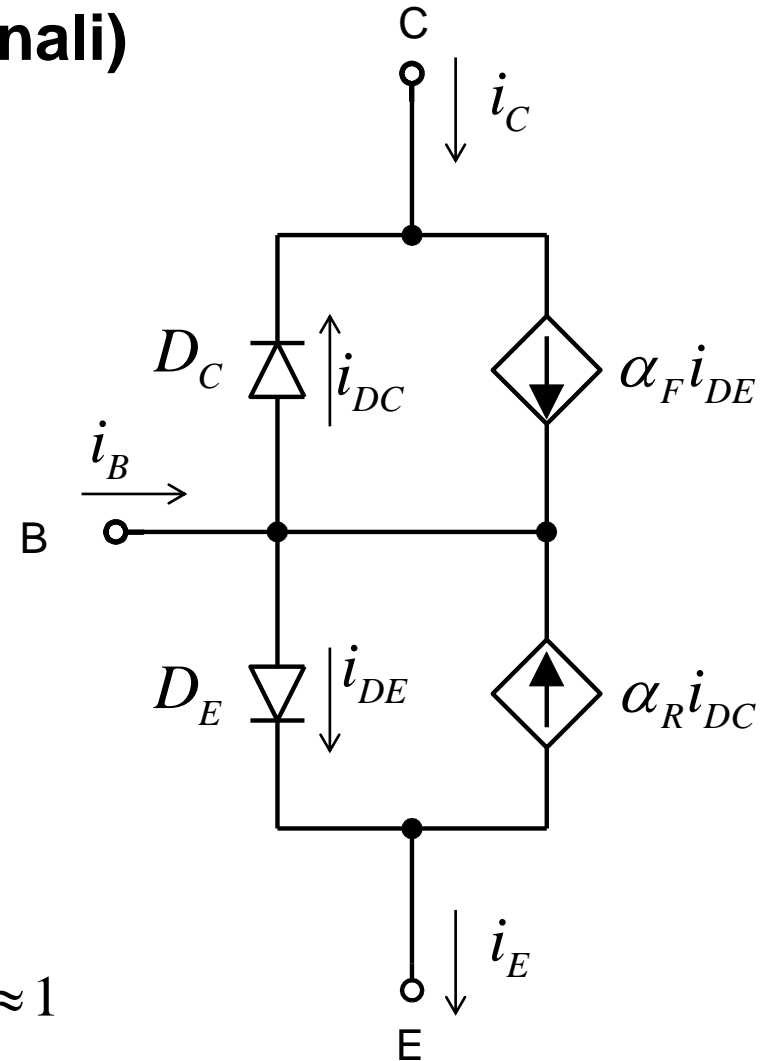 nali)
C
i_C
D_C
i_DC
α_F i_DE
i_B
B
D_E
i_DE
α_R i_DC
i_E
≈ 1
E